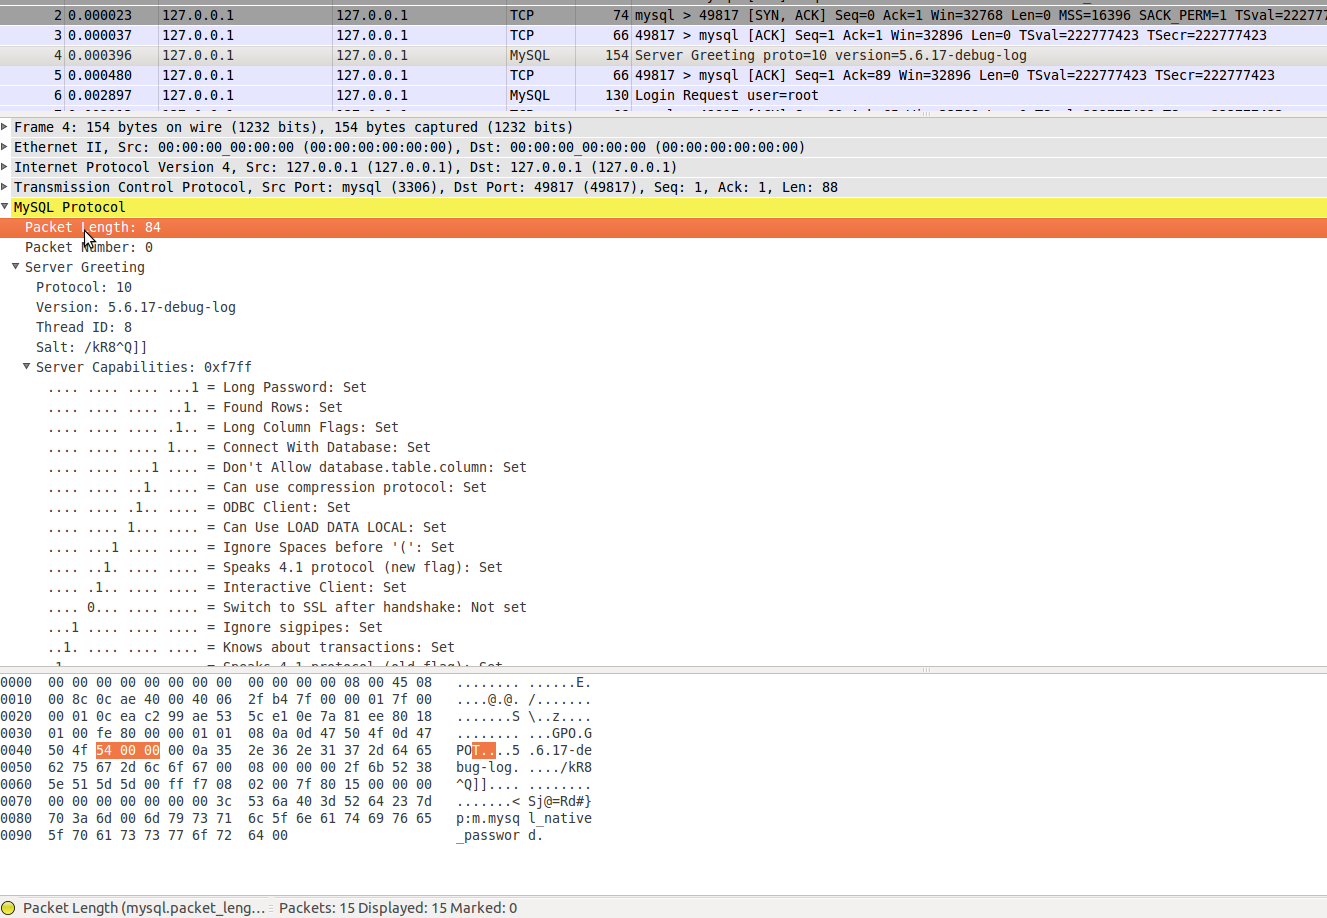 2 0.000023 127.0.0.1 127.0.0.1 TCP 74 mysql > 49817 [SYN, ACK] Seq=0 Ack=1 Win=32768 Len=0 MSS=16396 SACK_PERM=1 TSval=222777
3 0.000037 127.0.0.1 127.0.0.1 TCP 66 49817 > mysql [ACK] Seq=1 Ack=1 Win=32896 Len=0 TSval=222777423 TSecr=222777423
4 0.000396 127.0.0.1 127.0.0.1 MySQL 154 Server Greeting proto=10 version=5.6.17-debug-log
5 0.000480 127.0.0.1 127.0.0.1 TCP 66 49817 > mysql [ACK] Seq=1 Ack=89 Win=32896 Len=0 TSval=222777423 TSecr=222777423
6 0.002897 127.0.0.1 127.0.0.1 MySQL 130 Login Request user=root
Frame 4: 154 bytes on wire (1232 bits), 154 bytes captured (1232 bits)
Ethernet II, Src: 00:00:00_00:00:00 (00:00:00:00:00:00), Dst: 00:00:00_00:00:00 (00:00:00:00:00:00)
Internet Protocol Version 4, Src: 127.0.0.1 (127.0.0.1), Dst: 127.0.0.1 (127.0.0.1)
Transmission Control Protocol, Src Port: mysql (3306), Dst Port: 49817 (49817), Seq: 1, Ack: 1, Len: 88
MySQL Protocol
Packet Length: 84
Packet Number: 0
Server Greeting
Protocol: 10
Version: 5.6.17-debug-log
Thread ID: 8
Salt: /kR8^Q]]
Server Capabilities: 0xf7ff
.... .... .... ...1 = Long Password: Set
.... .... .... ..1. = Found Rows: Set
.... .... .... .1.. = Long Column Flags: Set
.... .... .... 1... = Connect With Database: Set
.... .... ...1 .... = Don't Allow database.table.column: Set
.... .... ..1. .... = Can use compression protocol: Set
.... .... .1.. .... = ODBC Client: Set
.... .... 1... .... = Can Use LOAD DATA LOCAL: Set
.... ...1 .... .... = Ignore Spaces before '(': Set
.... ..1. .... .... = Speaks 4.1 protocol (new flag): Set
.... .1.. .... .... = Interactive Client: Set
.... 0... .... .... = Switch to SSL after handshake: Not set
...1 .... .... .... = Ignore sigpipes: Set
..1. .... .... .... = Knows about transactions: Set
.1.. .... .... .... = Speaks 4.1 protocol (old flag): Set
0000 00 00 00 00 00 00 00 00 00 00 00 00 08 00 45 08 ........ ......E.
0010 00 8c 0c ae 40 00 40 06 2f b4 7f 00 00 01 7f 00 ....@.@. /.......
0020 00 01 0c ea c2 99 ae 53 5c e1 0e 7a 81 ee 80 18 .......S \..z....
0030 01 00 fe 80 00 00 01 01 08 0a 0d 47 50 4f 0d 47 ........ ...GPO.G
0040 50 4f 54 00 00 00 0a 35 2e 36 2e 31 37 2d 64 65 POT....5 .6.17-de
0050 62 75 67 2d 6c 6f 67 00 08 00 00 00 2f 6b 52 38 bug-log. ..../kR8
0060 5e 51 5d 5d 00 ff f7 08 02 00 7f 80 15 00 00 00 ^Q]].... ........
0070 00 00 00 00 00 00 00 3c 53 6a 40 3d 52 64 23 7d .......< Sj@=Rd#}
0080 70 3a 6d 00 6d 79 73 71 6c 5f 6e 61 74 69 76 65 p:m.mysq l_native
0090 5f 70 61 73 73 77 6f 72 64 00 _passwor d.
Packet Length (mysql.packet_leng... Packets: 15 Displayed: 15 Marked: 0